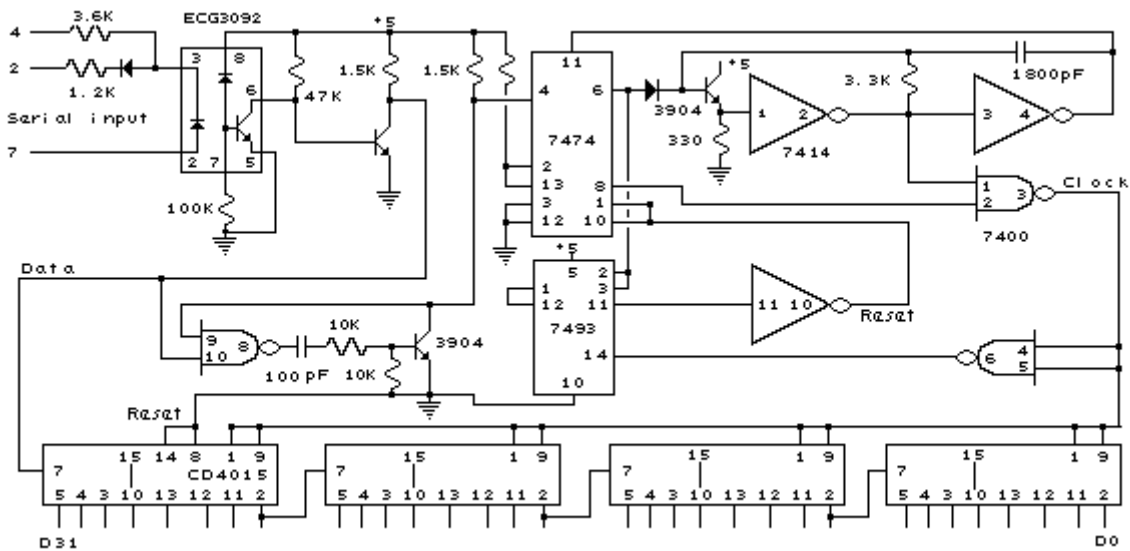 3.6K ECG3092 +5
4 3 8 11 +5 1800pF
2 1.5K 1.5K 3.3K
1.2K 6 47K 4 6 3904 1 2 3 4
Serial input 7474 330 7414
7 2 7 5 2 8 1 3 Clock
13 2
100K 3 1
12 10 7400
+5
Data 5 2
1 3
12 11 11 10
10K 7493 Reset
9 8 3904 4
10 14 6 5
100pF 10K 10
Reset
15 14 8 1 9 15 1 9 15 1 9 15 1 9
7 CD4015 7 7 7
5 4 3 10 13 12 11 2 5 4 3 10 13 12 11 2 5 4 3 10 13 12 11 2 5 4 3 10 13 12 11 2
D31 D0